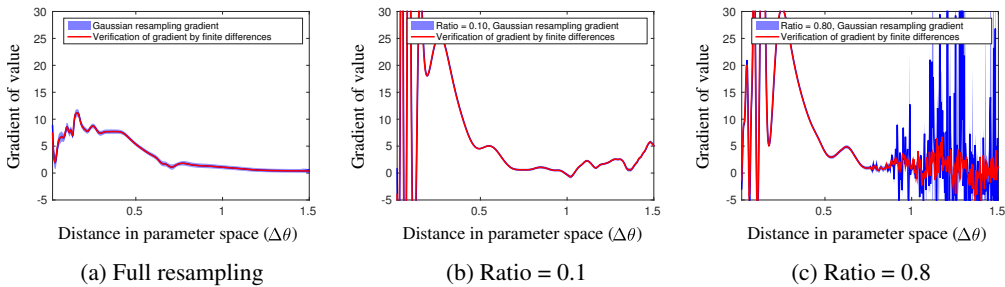 Gradient of value
30
25
20
15
10
5
0
-5
Gaussian resampling gradient
Verification of gradient by finite differences
0.5
1
1.5
Distance in parameter space (Δθ)
(a) Full resampling
Gradient of value
30
25
20
15
10
5
0
-5
Ratio = 0.10, Gaussian resampling gradient
Verification of gradient by finite differences
0.5
1
1.5
Distance in parameter space (Δθ)
(b) Ratio = 0.1
Gradient of value
30
25
20
15
10
5
0
-5
Ratio = 0.80, Gaussian resampling gradient
Verification of gradient by finite differences
0.5
1
1.5
Distance in parameter space (Δθ)
(c) Ratio = 0.8